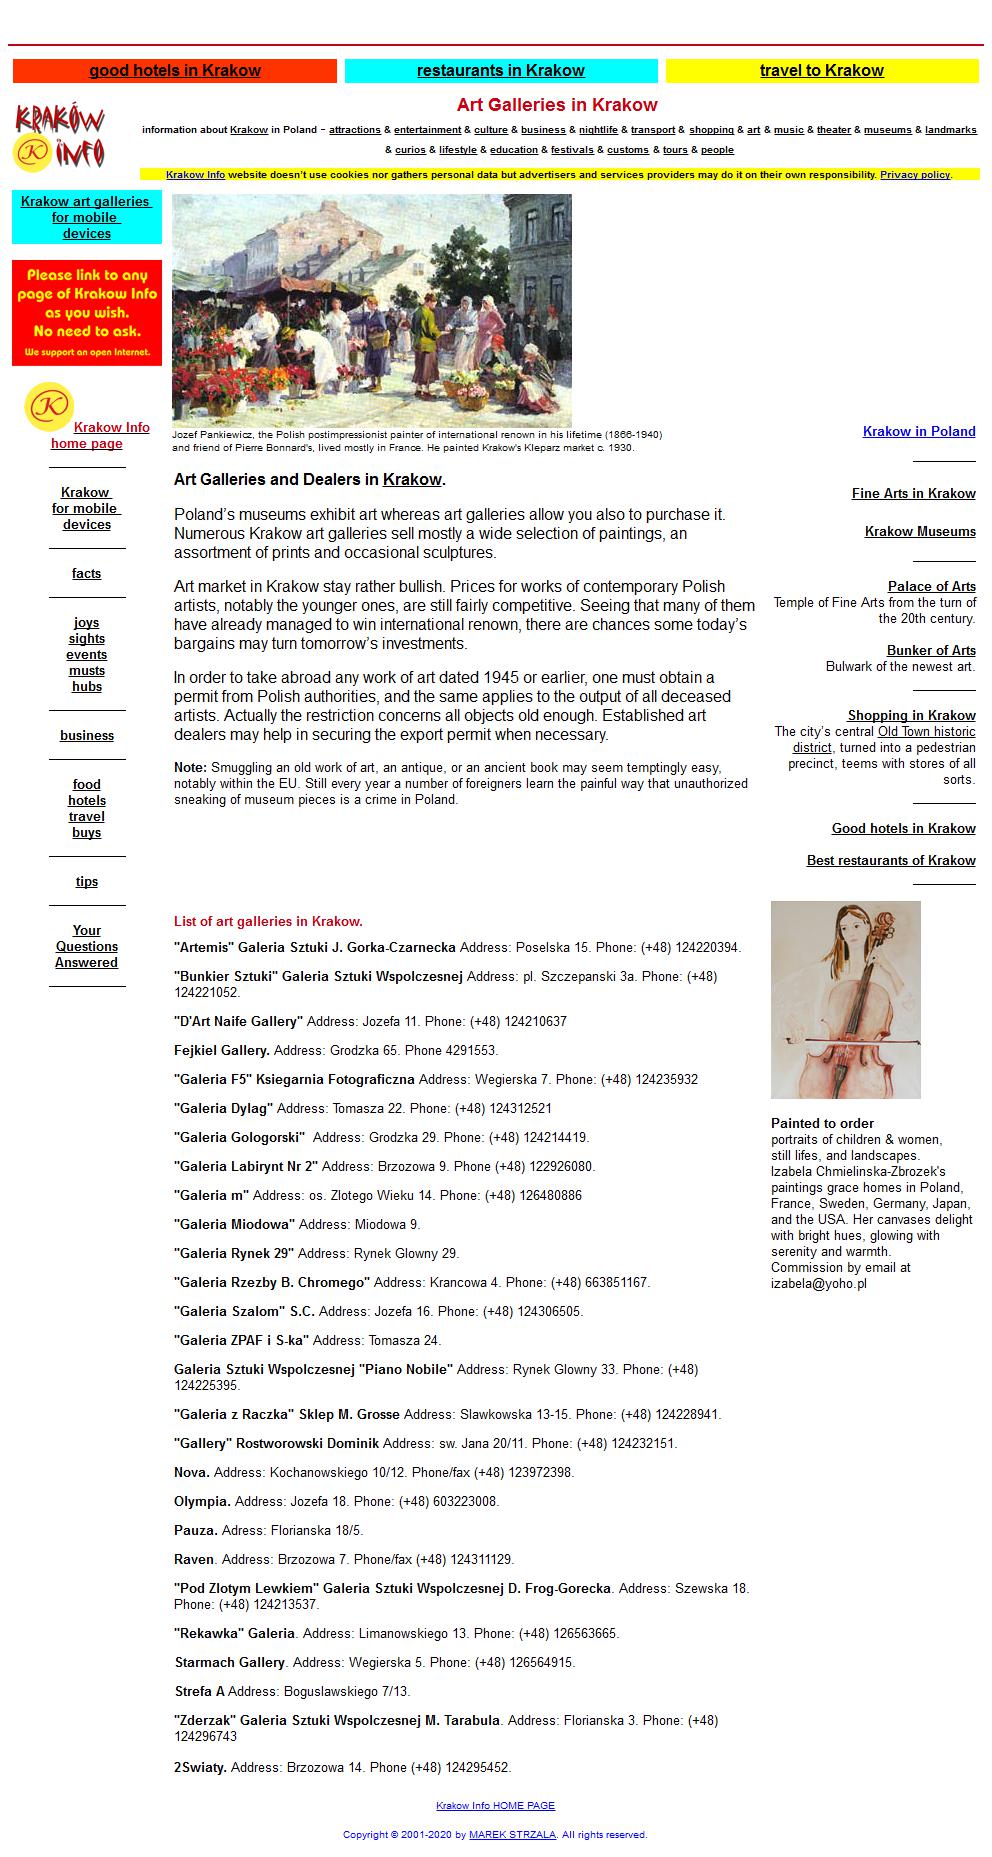 good hotels in Krakow
restaurants in Krakow
travel to Krakow
KRAKÓW
K INFO
Art Galleries in Krakow
information about Krakow in Poland - attractions & entertainment & culture & business & nightlife & transport & shopping & art & music & theater & museums & landmarks
& curios & lifestyle & education & festivals & customs & tours & people
Krakow Info website doesn't use cookies nor gathers personal data but advertisers and services providers may do it on their own responsibility. Privacy policy.
Krakow art galleries
for mobile
devices
Please link to any
page of Krakow Info
as you wish.
No need to ask.
We support an open Internet.
K
Krakow Info
home page
Krakow
for mobile
devices
facts
joys
sights
events
musts
hubs
business
food
hotels
travel
buys
tips
Your
Questions
Answered
Jozef Pankiewicz, the Polish postimpressionist painter of international renown in his lifetime (1866-1940)
and friend of Pierre Bonnard's, lived mostly in France. He painted Krakow's Kleparz market c. 1930.
Art Galleries and Dealers in Krakow.
Poland's museums exhibit art whereas art galleries allow you also to purchase it.
Numerous Krakow art galleries sell mostly a wide selection of paintings, an
assortment of prints and occasional sculptures.
Art market in Krakow stay rather bullish. Prices for works of contemporary Polish
artists, notably the younger ones, are still fairly competitive. Seeing that many of them
have already managed to win international renown, there are chances some today's
bargains may turn tomorrow's investments.
In order to take abroad any work of art dated 1945 or earlier, one must obtain a
permit from Polish authorities, and the same applies to the output of all deceased
artists. Actually the restriction concerns all objects old enough. Established art
dealers may help in securing the export permit when necessary.
Note: Smuggling an old work of art, an antique, or an ancient book may seem temptingly easy,
notably within the EU. Still every year a number of foreigners learn the painful way that unauthorized
sneaking of museum pieces is a crime in Poland.
List of art galleries in Krakow.
"Artemis" Galeria Sztuki J. Gorka-Czarnecka Address: Poselska 15. Phone: (+48) 124220394.
"Bunkier Sztuki" Galeria Sztuki Wspolczesnej Address: pl. Szczepanski 3a. Phone: (+48)
124221052.
"D'Art Naife Gallery" Address: Jozefa 11. Phone: (+48) 124210637
Fejkiel Gallery. Address: Grodzka 65. Phone 4291553.
"Galeria F5" Ksiegarnia Fotograficzna Address: Wegierska 7. Phone: (+48) 124235932
"Galeria Dylag" Address: Tomasza 22. Phone: (+48) 124312521
"Galeria Gologorski" Address: Grodzka 29. Phone: (+48) 124214419.
"Galeria Labirynt Nr 2" Address: Brzozowa 9. Phone (+48) 122926080.
"Galeria m" Address: os. Zlotego Wieku 14. Phone: (+48) 126480886
"Galeria Miodowa" Address: Miodowa 9.
"Galeria Rynek 29" Address: Rynek Glowny 29.
"Galeria Rzezby B. Chromego" Address: Krancowa 4. Phone: (+48) 663851167.
"Galeria Szalom" S.C. Address: Jozefa 16. Phone: (+48) 124306505.
"Galeria ZPAF i S-ka" Address: Tomasza 24.
Galeria Sztuki Wspolczesnej "Piano Nobile" Address: Rynek Glowny 33. Phone: (+48)
124225395.
"Galeria z Raczka" Sklep M. Grosse Address: Slawkowska 13-15. Phone: (+48) 124228941.
"Gallery" Rostworowski Dominik Address: sw. Jana 20/11. Phone: (+48) 124232151.
Nova. Address: Kochanowskiego 10/12. Phone/fax (+48) 123972398.
Olympia. Address: Jozefa 18. Phone: (+48) 603223008.
Pauza. Adress: Florianska 18/5.
Raven. Address: Brzozowa 7. Phone/fax (+48) 124311129.
"Pod Zlotym Lewkiem" Galeria Sztuki Wspolczesnej D. Frog-Gorecka. Address: Szewska 18.
Phone: (+48) 124213537.
"Rekawka" Galeria. Address: Limanowskiego 13. Phone: (+48) 126563665.
Starmach Gallery. Address: Wegierska 5. Phone: (+48) 126564915.
Strefa A Address: Boguslawskiego 7/13.
"Zderzak" Galeria Sztuki Wspolczesnej M. Tarabula. Address: Florianska 3. Phone: (+48)
124296743
2Swiaty. Address: Brzozowa 14. Phone (+48) 124295452.
Krakow in Poland
Fine Arts in Krakow
Krakow Museums
Palace of Arts
Temple of Fine Arts from the turn of
the 20th century.
Bunker of Arts
Bulwark of the newest art.
Shopping in Krakow
The city's central Old Town historic
district, turned into a pedestrian
precinct, teems with stores of all
sorts.
Good hotels in Krakow
Best restaurants of Krakow
Painted to order
portraits of children & women,
still lifes, and landscapes.
Izabela Chmielinska-Zbrozek's
paintings grace homes in Poland,
France, Sweden, Germany, Japan,
and the USA. Her canvases delight
with bright hues, glowing with
serenity and warmth.
Commission by email at
izabela@yoho.pl
Krakow Info HOME PAGE
Copyright © 2001-2020 by MAREK STRZALA. All rights reserved.